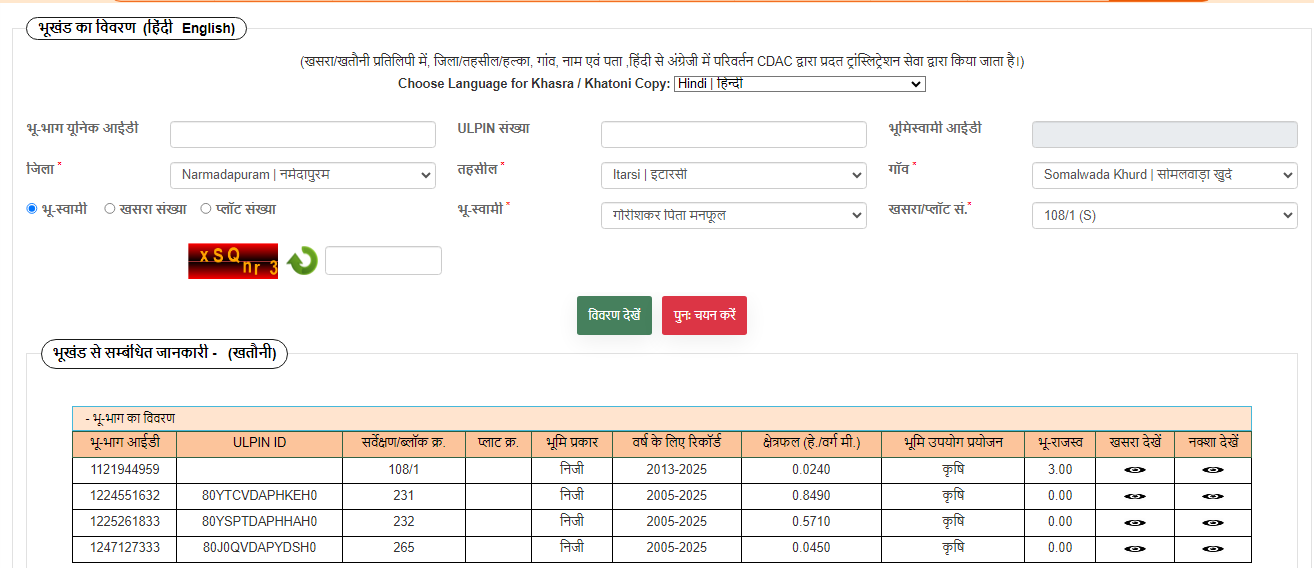 भूखंड का विवरण (हिंदी English)
(खसरा/खतौनी प्रतिलिपी में, जिला/तहसील/हल्का, गांव, नाम एवं पता ,हिंदी से अंग्रेजी में परिवर्तन CDAC द्वारा प्रदत ट्रांस्लिट्रेशन सेवा द्वारा किया जाता है।)
Choose Language for Khasra / Khatoni Copy: Hindi | हिन्दी
भू-भाग यूनिक आईडी ULPIN संख्या भूमिस्वामी आईडी
जिला * Narmadapuram | नर्मदापुरम तहसील * Itarsi | इटारसी गाँव * Somalwada Khurd | सोमलवाड़ा खुर्द
भू-स्वामी खसरा संख्या प्लॉट संख्या भू-स्वामी * गौरीशंकर पिता मनफूल खसरा/प्लॉट सं.* 108/1 (S)
xSQnr3
विवरण देखें पुनः चयन करें
भूखंड से सम्बंधित जानकारी - (खतौनी)
- भू-भाग का विवरण
भू-भाग आईडी ULPIN ID सर्वेक्षण/ब्लॉक क्र. प्लाट क्र. भूमि प्रकार वर्ष के लिए रिकॉर्ड क्षेत्रफल (हे./वर्ग मी.) भूमि उपयोग प्रयोजन भू-राजस्व खसरा देखें नक्शा देखें
1121944959 108/1 निजी 2013-2025 0.0240 कृषि 3.00
1224551632 80YTCVDAPHKEH0 231 निजी 2005-2025 0.8490 कृषि 0.00
1225261833 80YSPTDAPHHAH0 232 निजी 2005-2025 0.5710 कृषि 0.00
1247127333 80J0QVDAPYDSH0 265 निजी 2005-2025 0.0450 कृषि 0.00